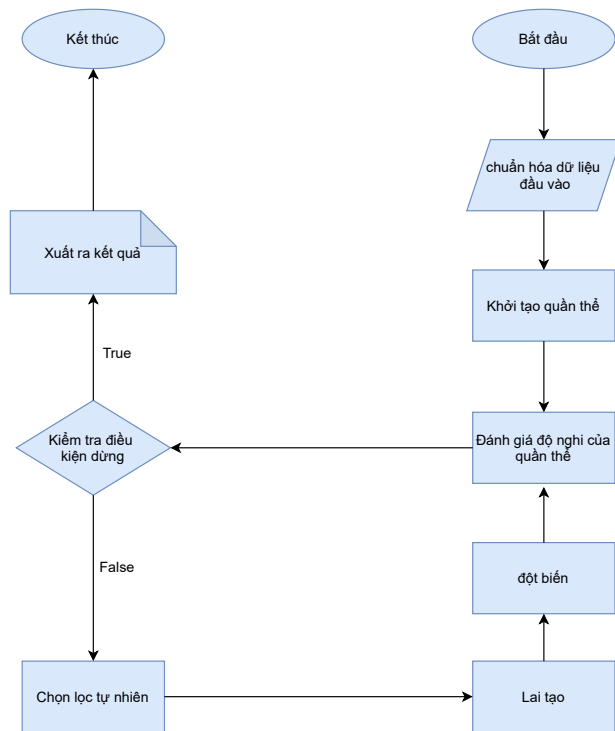 Kết thúc
Bắt đầu
chuẩn hóa dữ liệu
đầu vào
Xuất ra kết quả
Khởi tạo quần thể
True
Kiểm tra điều
kiện dừng
Đánh giá độ nghi của
quần thể
False
đột biến
Chọn lọc tự nhiên
Lai tạo